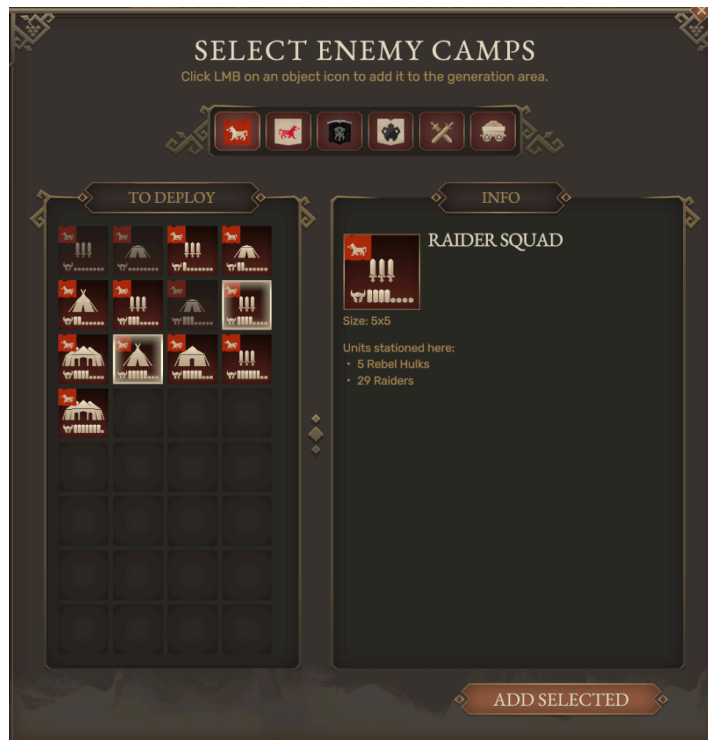 SELECT ENEMY CAMPS
Click LMB on an object icon to add it to the generation area.
TO DEPLOY
INFO
RAIDER SQUAD
Size: 5x5
Units stationed here:
• 5 Rebel Hulks
• 29 Raiders
ADD SELECTED